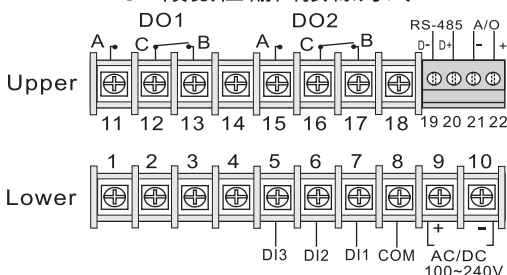 DO1 DO2 RS-485 A/O
A C B A C B D- D+ - +
Upper
11 12 13 14 15 16 17 18 19 20 21 22
1 2 3 4 5 6 7 8 9 10
Lower
+ -
DI3 DI2 DI1 COM AC/DC
100~240V